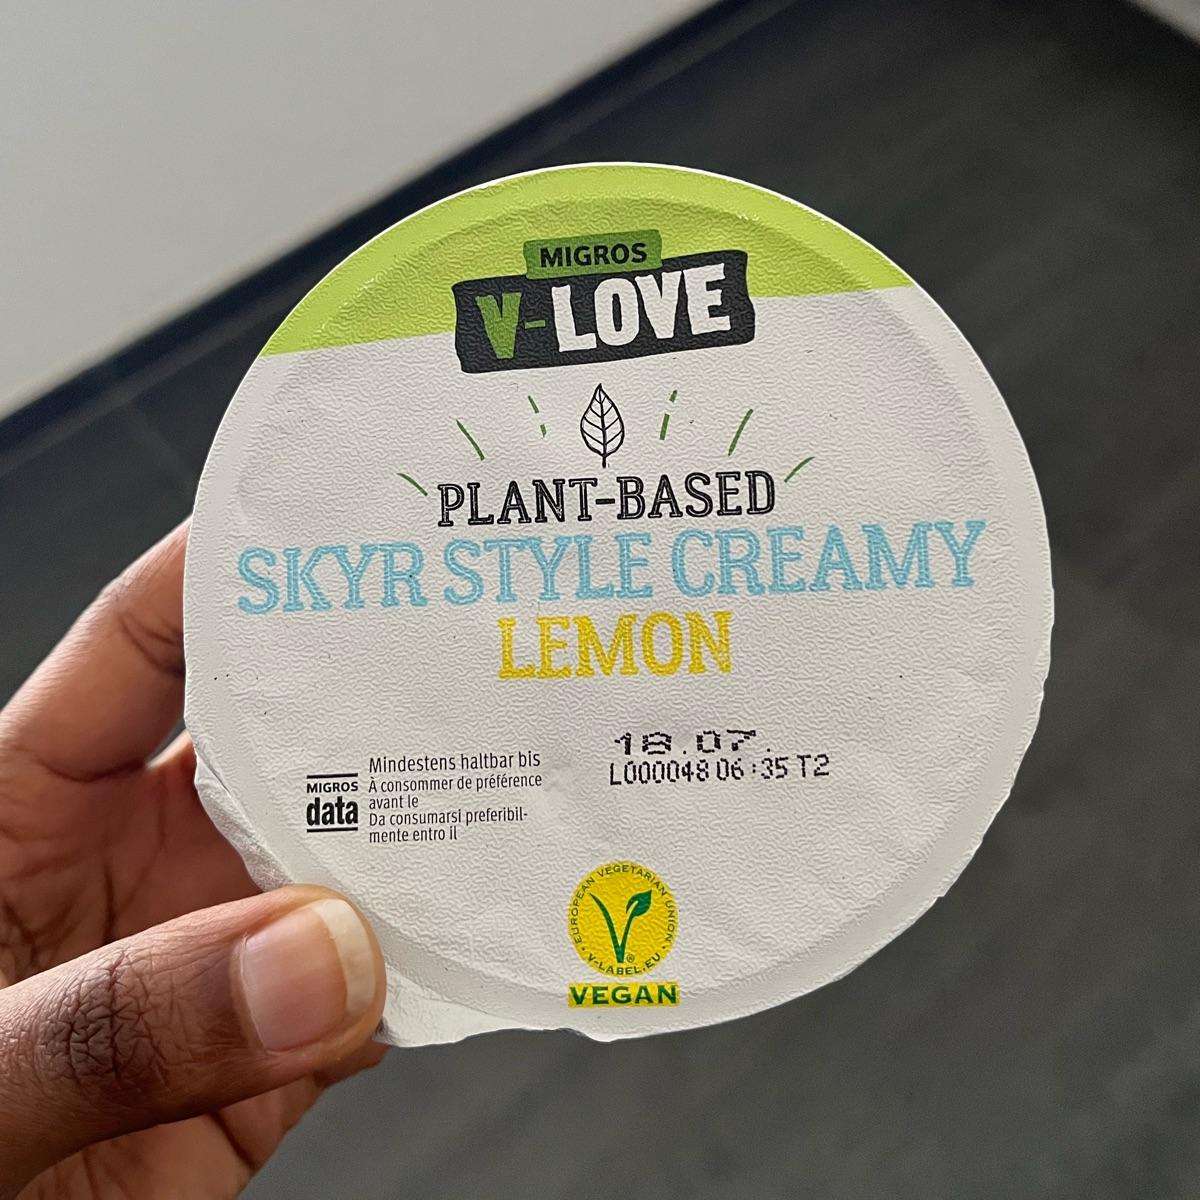 MIGROS
V-LOVE
PLANT-BASED
SKYR STYLE CREAMY
LEMON
18.07.
L000048 06:35 T2
MIGROS
data
Mindestens haltbar bis
À consommer de préférence
avant le
Da consumarsi preferibil-
mente entro il
EUROPEAN VEGETARIAN UNION
V-LABEL.EU
®
VEGAN